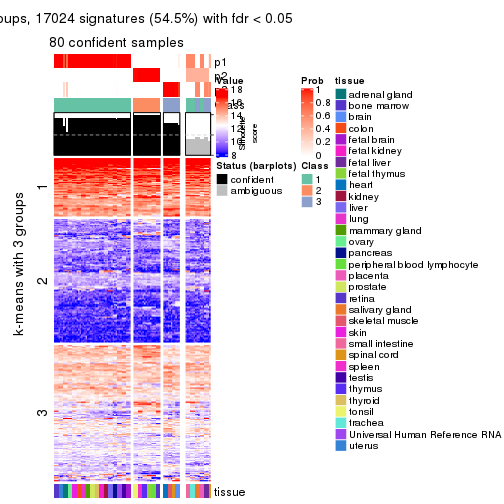 oups, 17024 signatures (54.5%) with fdr < 0.05
80 confident samples
p1
p2
Value
18
16
14
12
10
8
Prob
1
0.8
0.6
0.4
0.2
0
silhouette
score
Status (barplots)
confident
ambiguous
Class
1
2
3
k-means with 3 groups
1
2
3
tissue
tissue
adrenal gland
bone marrow
brain
colon
fetal brain
fetal kidney
fetal liver
fetal thymus
heart
kidney
liver
lung
mammary gland
ovary
pancreas
peripheral blood lymphocyte
placenta
prostate
retina
salivary gland
skeletal muscle
skin
small intestine
spinal cord
spleen
testis
thymus
thyroid
tonsil
trachea
Universal Human Reference RNA
uterus